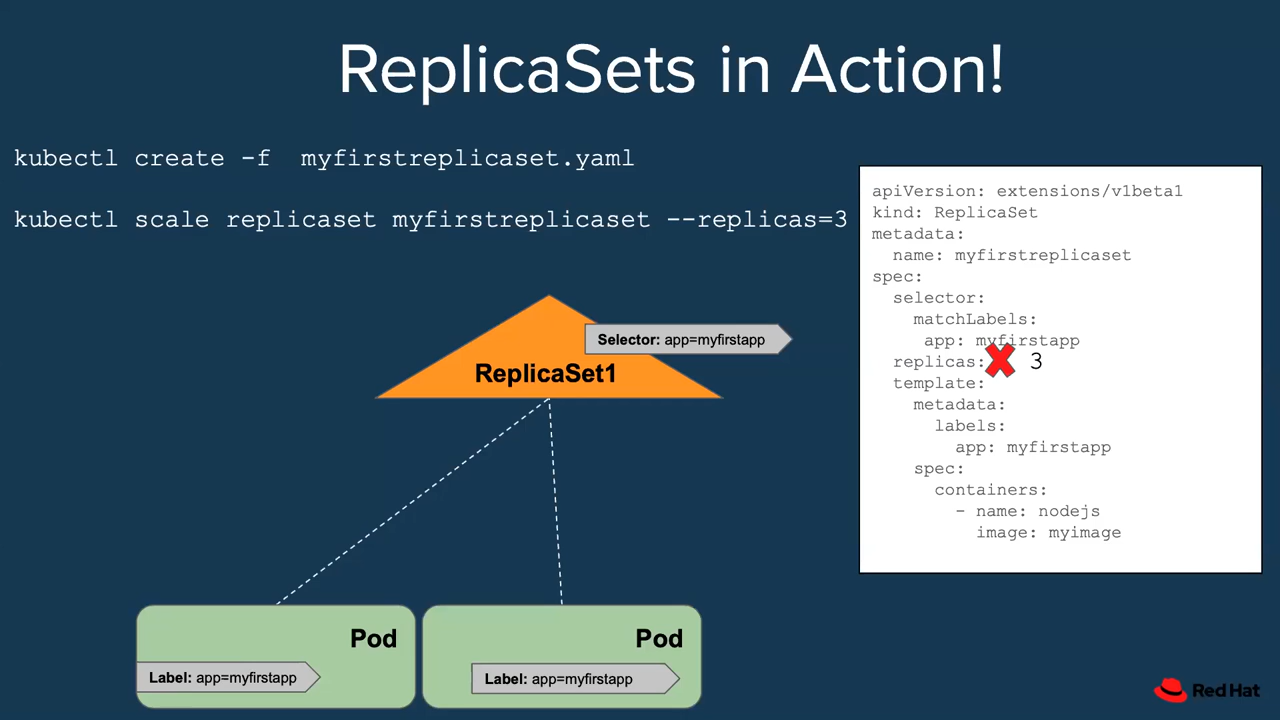 ReplicaSets in Action!
kubectl create -f  myfirstreplicaset.yaml
kubectl scale replicaset myfirstreplicaset --replicas=3
apiVersion: extensions/v1beta1
kind: ReplicaSet
metadata:
  name: myfirstreplicaset
spec:
  selector:
    matchLabels:
     app: myfirstapp
  replicas: 3
  template:
    metadata:
      labels:
        app: myfirstapp
    spec:
      containers:
        - name: nodejs
          image: myimage
Selector: app=myfirstapp
ReplicaSet1
Pod
Label: app=myfirstapp
Pod
Label: app=myfirstapp
Red Hat